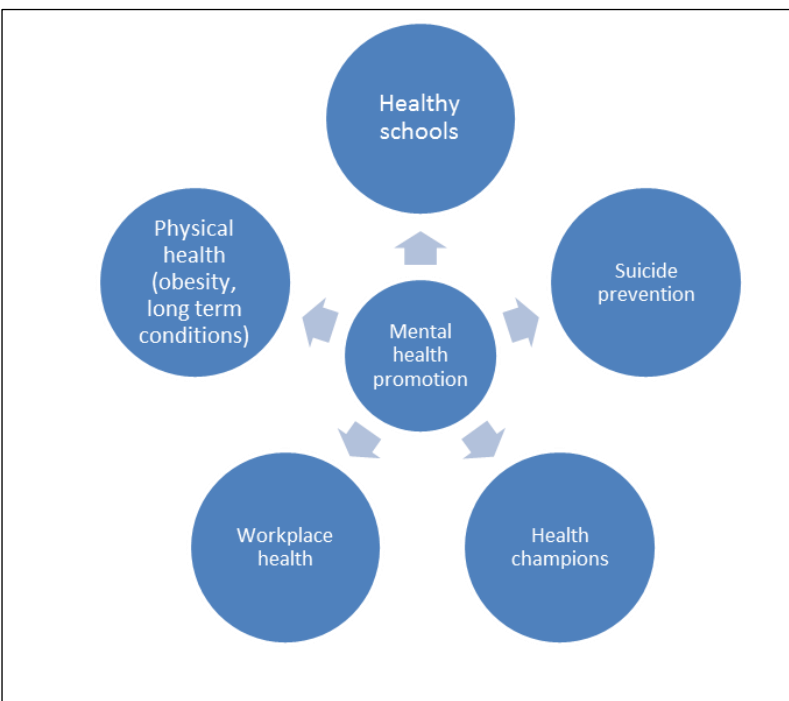 Healthy
schools
Physical
health
(obesity,
long term
conditions)
Suicide
prevention
Mental
health
promotion
Workplace
health
Health
champions